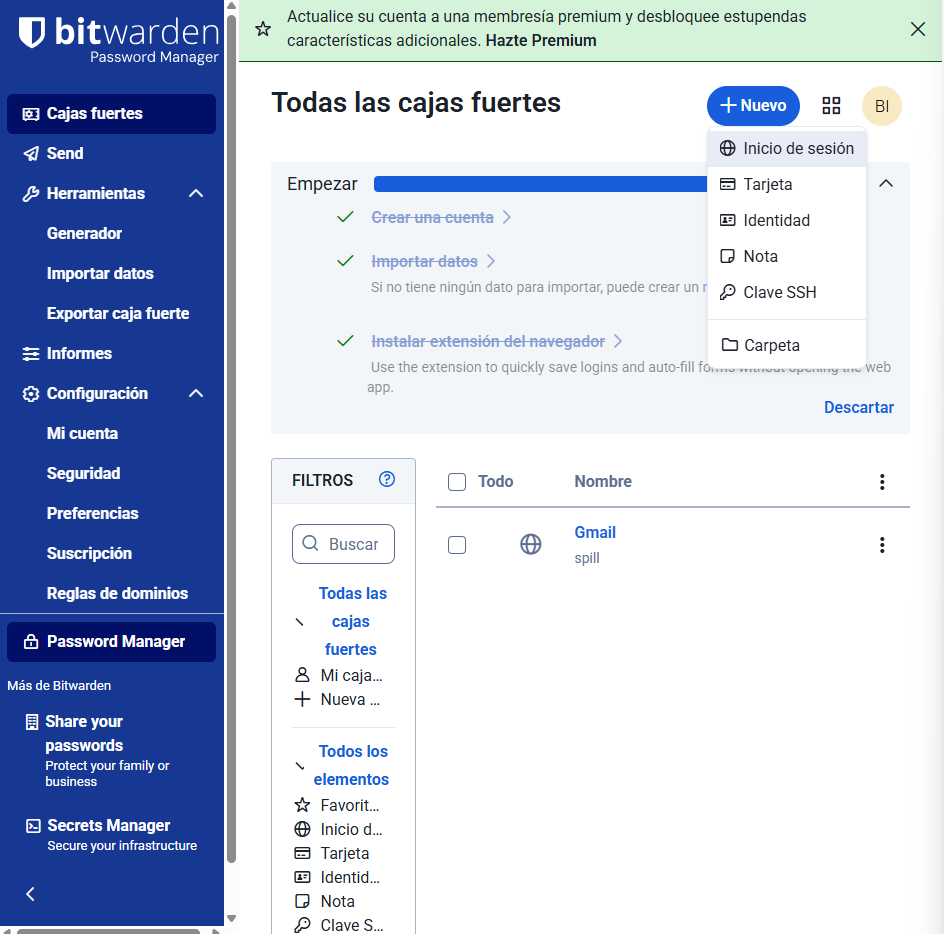 bitwarden
Password Manager
Cajas fuertes
Send
Herramientas
Generador
Importar datos
Exportar caja fuerte
Informes
Configuración
Mi cuenta
Seguridad
Preferencias
Suscripción
Reglas de dominios
Password Manager
Más de Bitwarden
Share your
passwords
Protect your family or
business
Secrets Manager
Secure your infrastructure
Actualice su cuenta a una membresía premium y desbloquee estupendas
características adicionales. Hazte Premium
Todas las cajas fuertes
Nuevo
BI
Inicio de sesión
Tarjeta
Identidad
Nota
Clave SSH
Carpeta
Empezar
Crear una cuenta
Importar datos
Si no tiene ningún dato para importar, puede crear un
Instalar extensión del navegador
Use the extension to quickly save logins and auto-fill forms without opening the web
app.
Descartar
FILTROS
Buscar
Todas las
cajas
fuertes
Mi caja...
Nueva ...
Todos los
elementos
Favorit...
Inicio d...
Tarjeta
Identid...
Nota
Clave S...
Todo Nombre
Gmail
spill